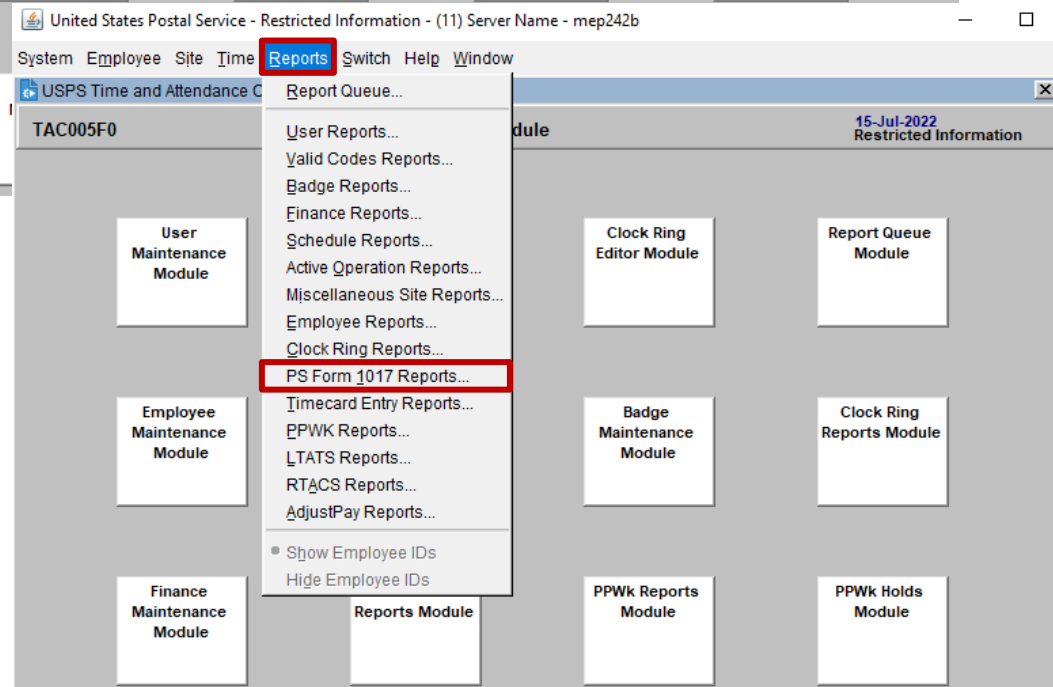 United States Postal Service - Restricted Information - (11) Server Name - mep242b
System Employee Site Time Reports Switch Help Window
USPS Time and Attendance C
TAC005F0
dule
15-Jul-2022
Restricted Information
Report Queue...
User Reports...
Valid Codes Reports...
Badge Reports...
Finance Reports...
Schedule Reports...
Active Operation Reports...
Miscellaneous Site Reports...
Employee Reports...
Clock Ring Reports...
PS Form 1017 Reports...
Timecard Entry Reports...
PPWK Reports...
LTATS Reports...
RTACS Reports...
AdjustPay Reports...
Show Employee IDs
Hide Employee IDs
User
Maintenance
Module
Clock Ring
Editor Module
Report Queue
Module
Employee
Maintenance
Module
Badge
Maintenance
Module
Clock Ring
Reports Module
Finance
Maintenance
Module
Reports Module
PPWk Reports
Module
PPWk Holds
Module